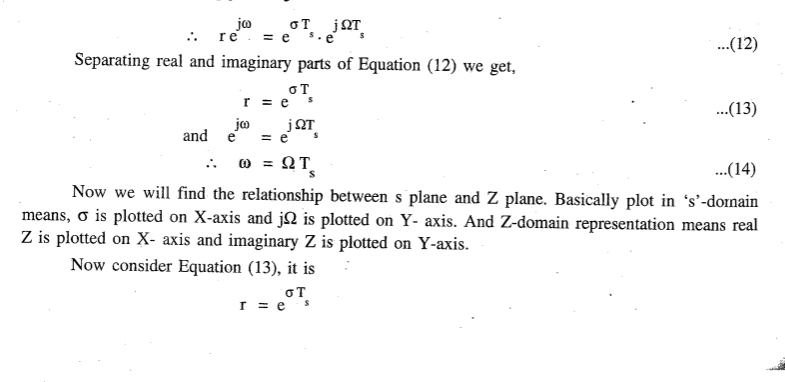 ∴ re^{jω} = e^{σT_s} . e^{jΩT_s} ...(12)
Separating real and imaginary parts of Equation (12) we get,
r = e^{σT_s} ...(13)
and e^{jω} = e^{jΩT_s}
∴ ω = ΩT_s ...(14)
Now we will find the relationship between s plane and Z plane. Basically plot in ‘s’-domain
means, σ is plotted on X-axis and jΩ is plotted on Y- axis. And Z-domain representation means real
Z is plotted on X- axis and imaginary Z is plotted on Y-axis.
Now consider Equation (13), it is
r = e^{σT_s}